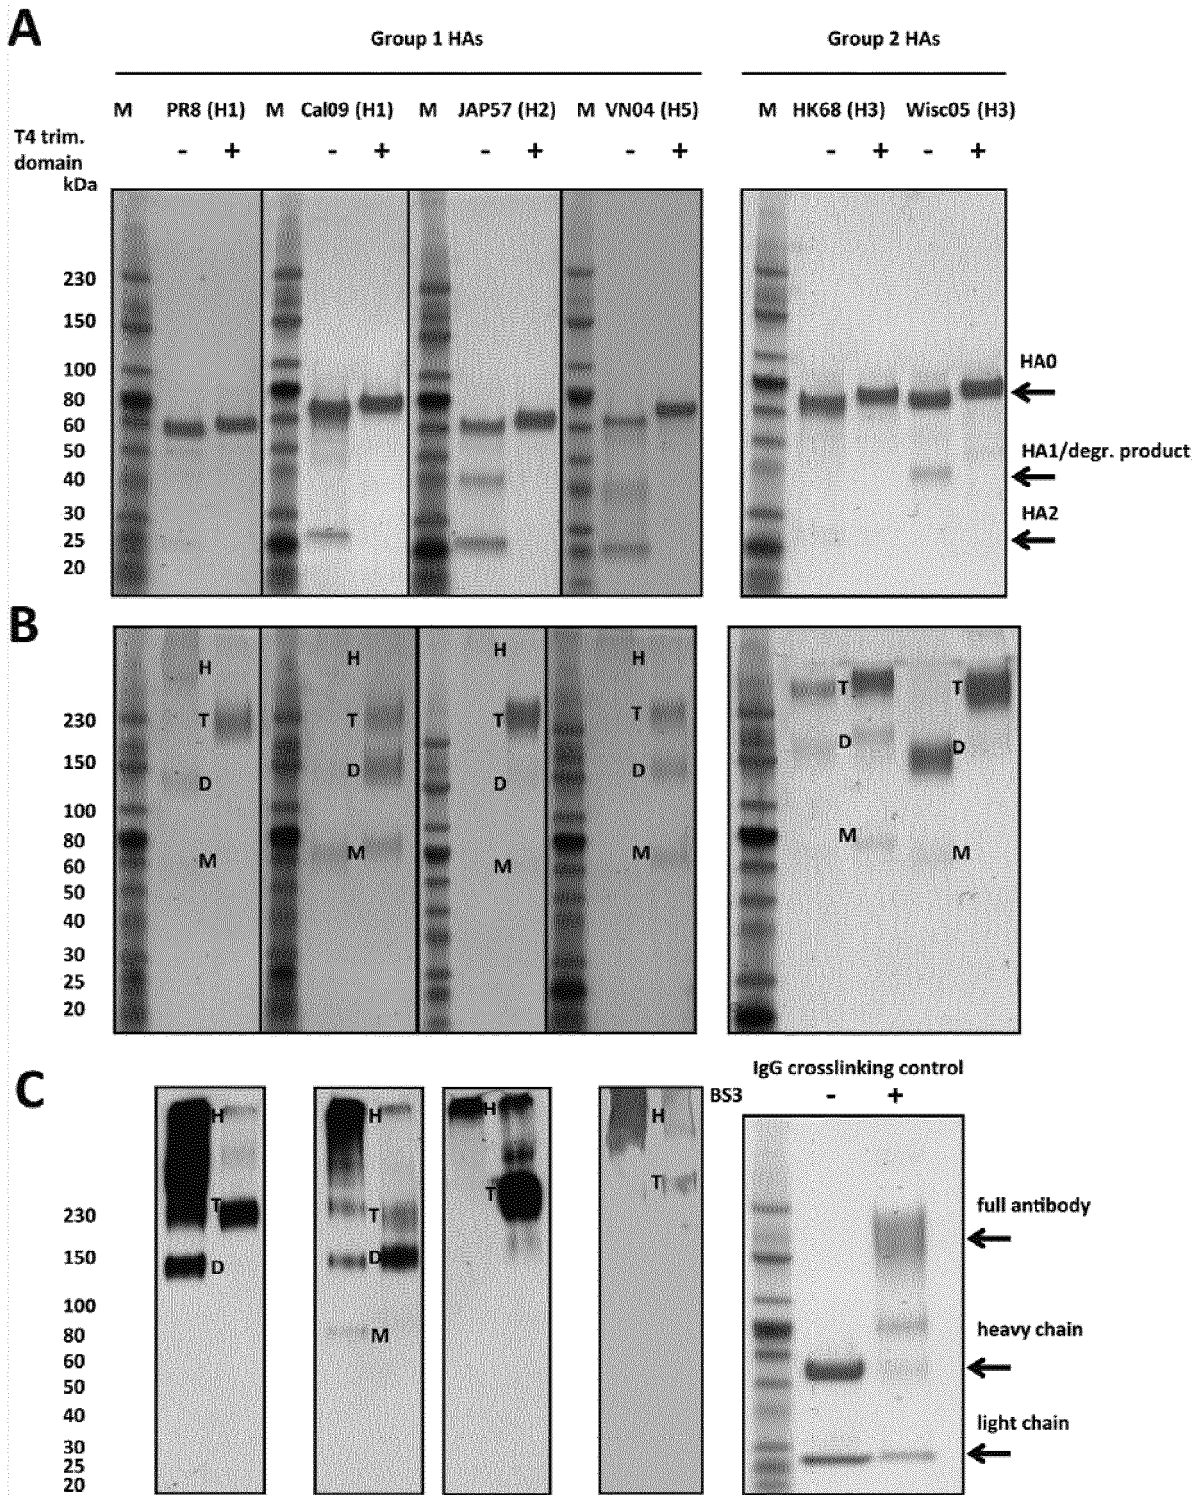 A
Group 1 HAs
Group 2 HAs
M PR8 (H1) M Cal09 (H1) M JAP57 (H2) M VN04 (H5) M HK68 (H3) Wisc05 (H3)
T4 trim. domain - + - + - + - + - + - +
kDa
230
150
100
80
60
50
40
30
25
20
HA0
HA1/degr. product
HA2
B
H H H H
T T T T T T
D D D D D D
M M M M M M
230
150
100
80
60
50
40
30
25
20
C
IgG crosslinking control
BS3 - +
H H H H
T T T T
D D
M
230
150
100
80
60
50
40
30
25
20
full antibody
heavy chain
light chain